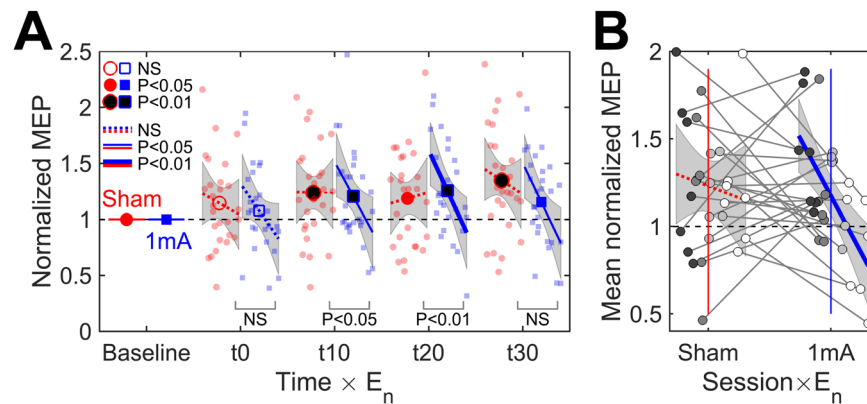 A
Normalized MEP
2.5
2
1.5
1
0.5
0
NS
P<0.05
P<0.01
NS
P<0.05
P<0.01
Sham
1mA
NS
P<0.05
P<0.01
NS
Baseline
t0
t10
t20
t30
Time × En
B
Mean normalized MEP
2
1.5
1
0.5
Sham
1mA
Session×En